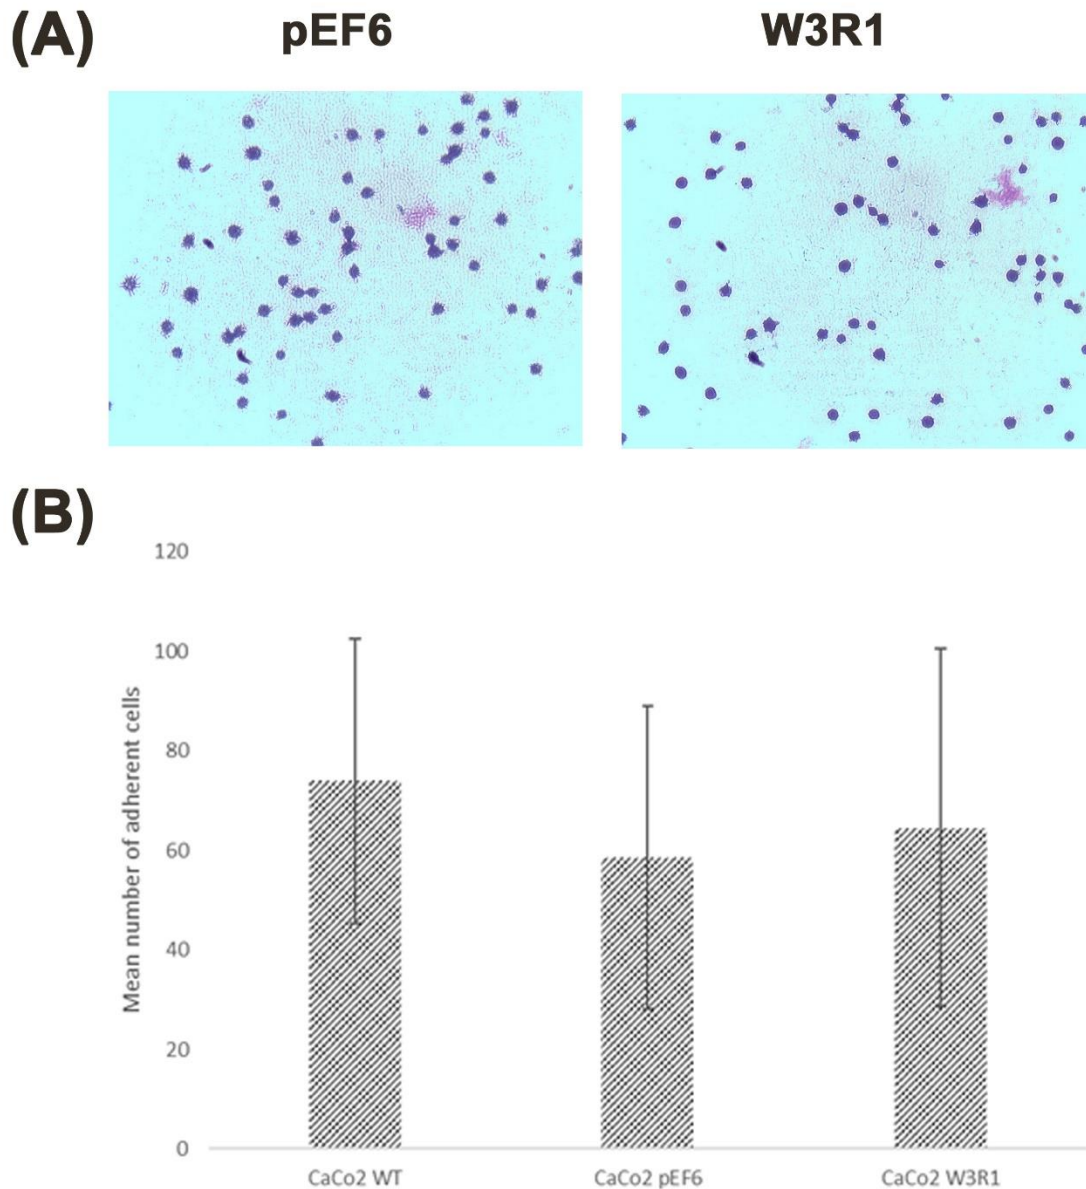 (A)
pEF6
W3R1
(B)
120
100
80
60
40
20
0
Mean number of adherent cells
CaCo2 WT
CaCo2 pEF6
CaCo2 W3R1